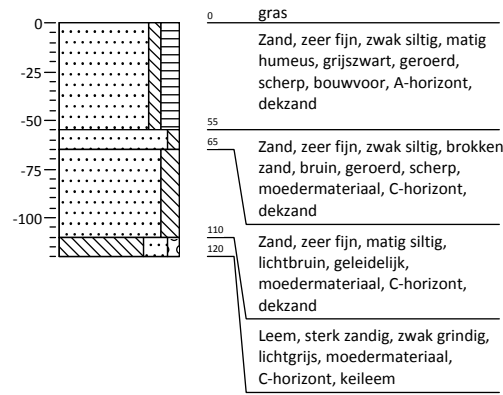 0
-25
-50
-75
-100
0 gras
Zand, zeer fijn, zwak siltig, matig
humeus, grijszwart, geroerd,
scherp, bouwvoor, A-horizont,
dekzand
55
Zand, zeer fijn, zwak siltig, brokken
zand, bruin, geroerd, scherp,
moedermateriaal, C-horizont,
dekzand
65
Zand, zeer fijn, matig siltig,
lichtbruin, geleidelijk,
moedermateriaal, C-horizont,
dekzand
110
Leem, sterk zandig, zwak grindig,
lichtgrijs, moedermateriaal,
C-horizont, keileem
120